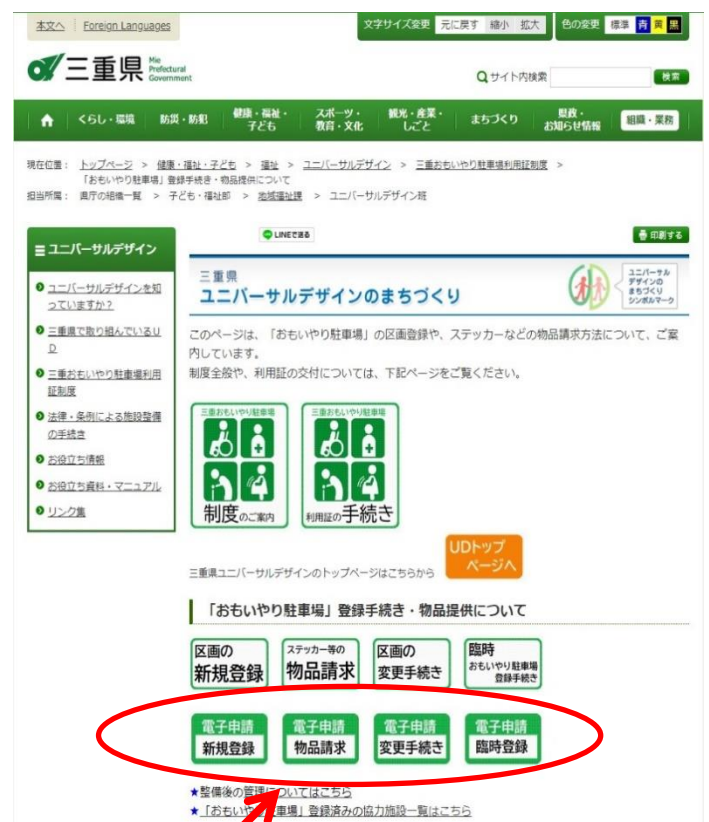 本文へ Foreign Languages
文字サイズ変更 元に戻す 縮小 拡大 色の変更 標準 青 黄 黒
三重県 Mie Prefectural Government
サイト内検索 検索
くらし・環境 防災・防犯 健康・福祉・子ども スポーツ・教育・文化 観光・産業・しごと まちづくり 県政・お知らせ情報 組織・業務
現在位置： トップページ > 健康・福祉・子ども > 福祉 > ユニバーサルデザイン > 三重おもいやり駐車場利用証制度 >
「おもいやり駐車場」登録手続き・物品提供について
担当所属： 県庁の組織一覧 > 子ども・福祉部 > 地域福祉課 > ユニバーサルデザイン班
ユニバーサルデザイン
ユニバーサルデザインを知
っていますか？
三重県で取り組んでいるU
D
三重おもいやり駐車場利用
証制度
法律・条例による施設整備
の手続き
お役立ち情報
お役立ち資料・マニュアル
リンク集
LINEで送る
印刷する
三重県
ユニバーサルデザインのまちづくり
ユニバーサル
デザインの
まちづくり
シンボルマーク
このページは、「おもいやり駐車場」の区画登録や、ステッカーなどの物品請求方法について、ご案
内しています。
制度全般や、利用証の交付については、下記ページをご覧ください。
三重おもいやり駐車場
制度のご案内
三重おもいやり駐車場
利用証の手続き
三重県ユニバーサルデザインのトップページはこちらから
UDトップ
ページへ
「おもいやり駐車場」登録手続き・物品提供について
区画の
新規登録
ステッカー等の
物品請求
区画の
変更手続き
臨時
おもいやり駐車場
登録手続き
電子申請
新規登録
電子申請
物品請求
電子申請
変更手続き
電子申請
臨時登録
★整備後の管理についてはこちら
★「おもいや 車場」登録済みの協力施設一覧はこちら